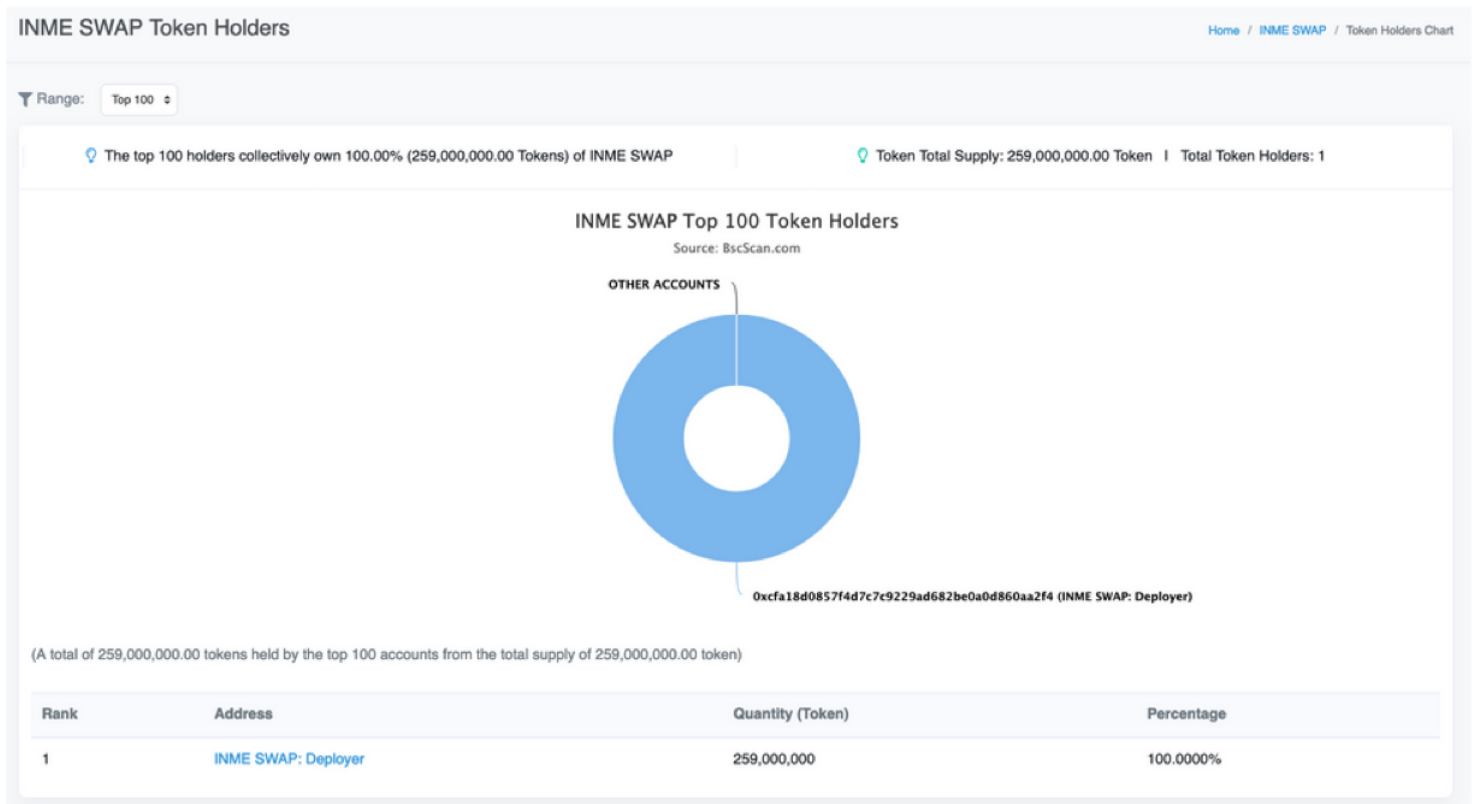 INME SWAP Token Holders
Home / INME SWAP / Token Holders Chart
Range: Top 100
The top 100 holders collectively own 100.00% (259,000,000.00 Tokens) of INME SWAP
Token Total Supply: 259,000,000.00 Token | Total Token Holders: 1
INME SWAP Top 100 Token Holders
Source: BscScan.com
OTHER ACCOUNTS
0xcfa18d0857f4d7c7c9229ad682be0a0d860aa2f4 (INME SWAP: Deployer)
(A total of 259,000,000.00 tokens held by the top 100 accounts from the total supply of 259,000,000.00 token)
Rank Address Quantity (Token) Percentage
1 INME SWAP: Deployer 259,000,000 100.0000%